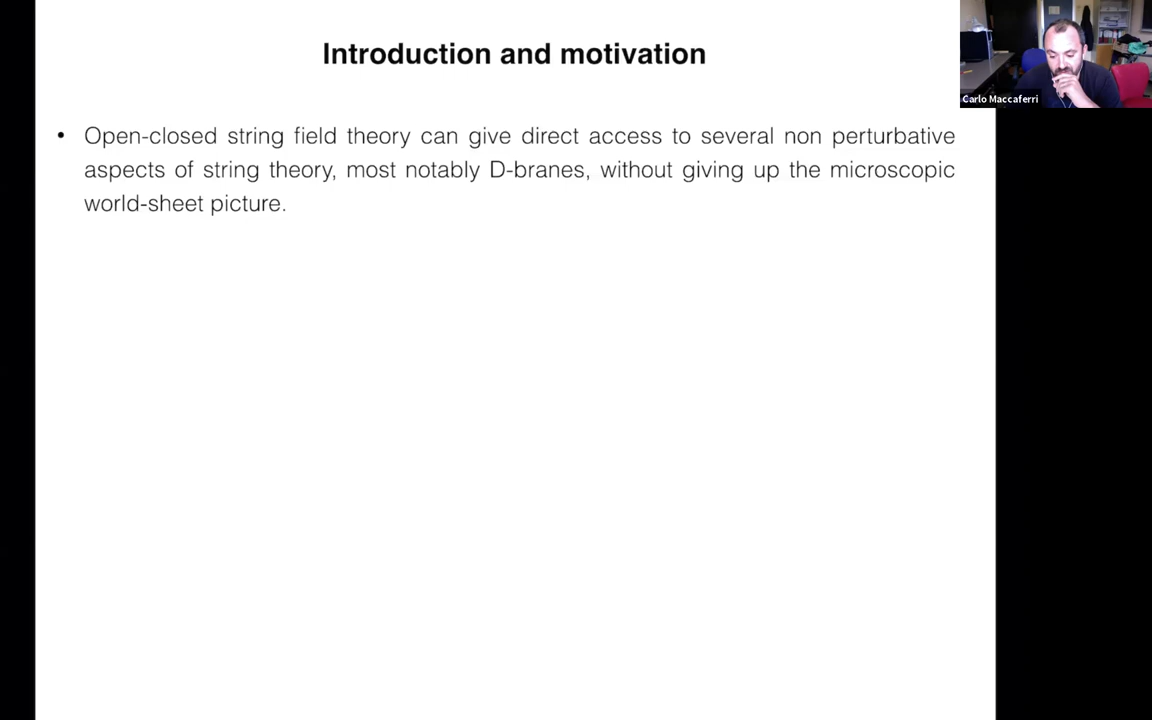 Introduction and motivation
Carlo Maccaferri
• Open-closed string field theory can give direct access to several non perturbative
aspects of string theory, most notably D-branes, without giving up the microscopic
world-sheet picture.